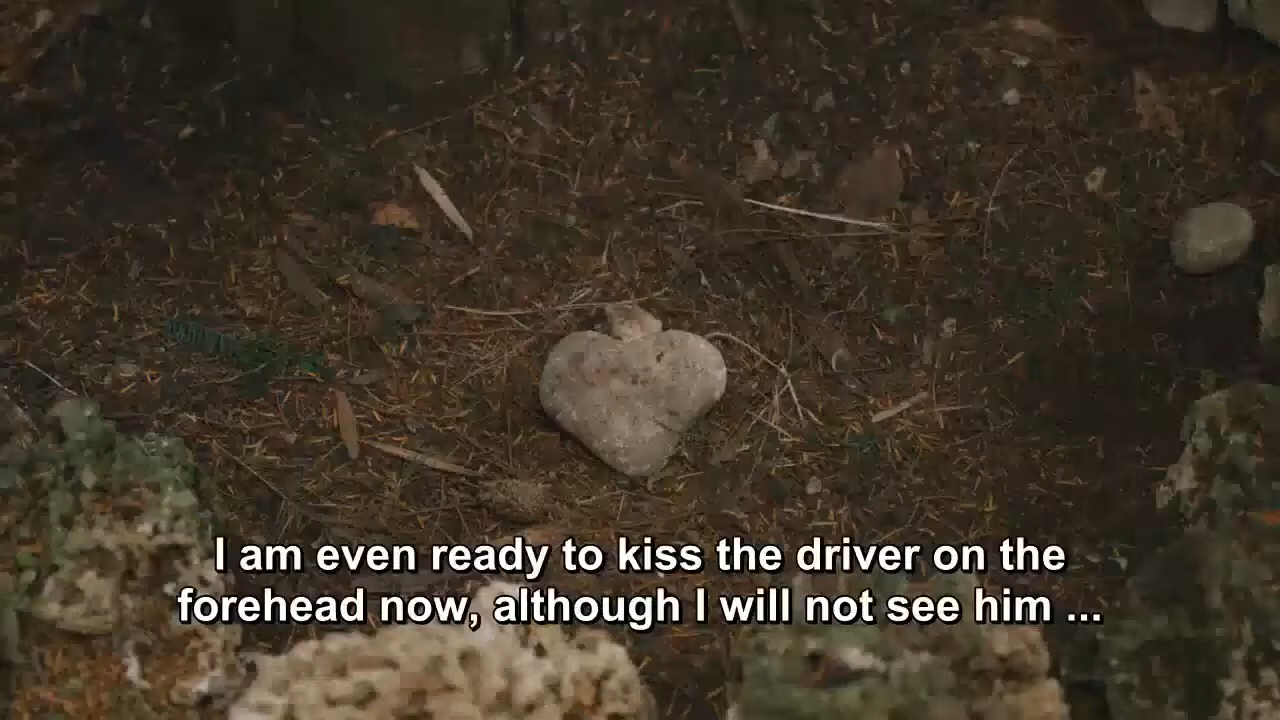 I am even ready to kiss the driver on the
forehead now, although I will not see him ...